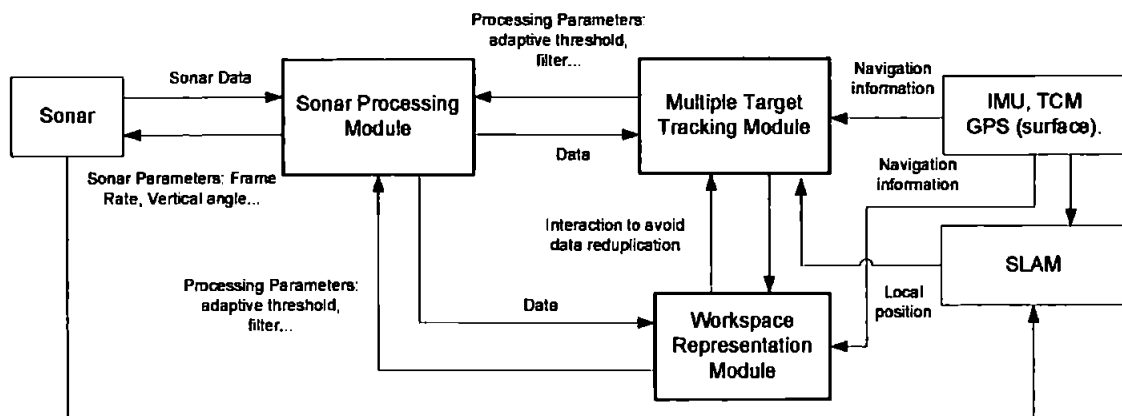 Processing Parameters:
adaptive threshold,
filter...
Sonar Data
Sonar
Sonar Processing
Module
Multiple Target
Tracking Module
Navigation
information
IMU, TCM
GPS (surface).
Data
Sonar Parameters: Frame
Rate, Vertical angle...
Navigation
information
Interaction to avoid
data reduplication
SLAM
Processing Parameters:
adaptive threshold,
filter...
Data
Local
position
Workspace
Representation
Module